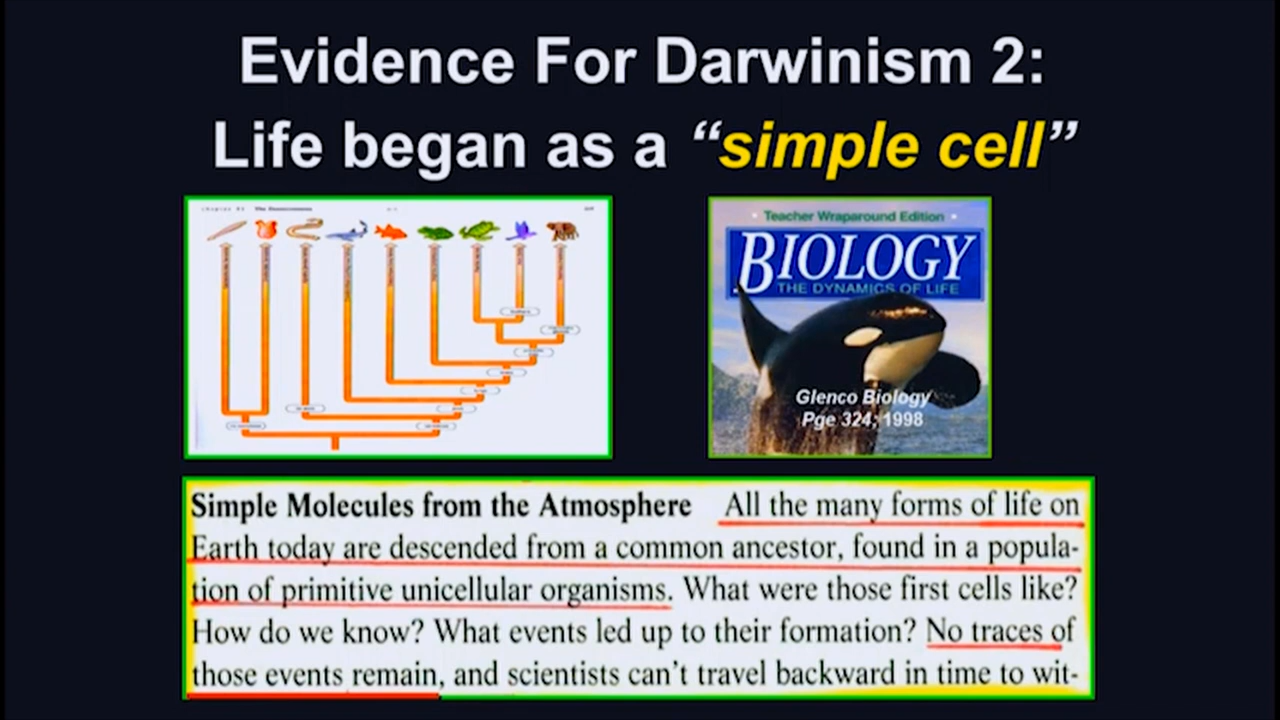 Evidence For Darwinism 2:
Life began as a “simple cell”
Teacher Wraparound Edition
BIOLOGY
THE DYNAMICS OF LIFE
Glenco Biology
Pge 324; 1998
Simple Molecules from the Atmosphere All the many forms of life on
Earth today are descended from a common ancestor, found in a popula-
tion of primitive unicellular organisms. What were those first cells like?
How do we know? What events led up to their formation? No traces of
those events remain, and scientists can’t travel backward in time to wit-